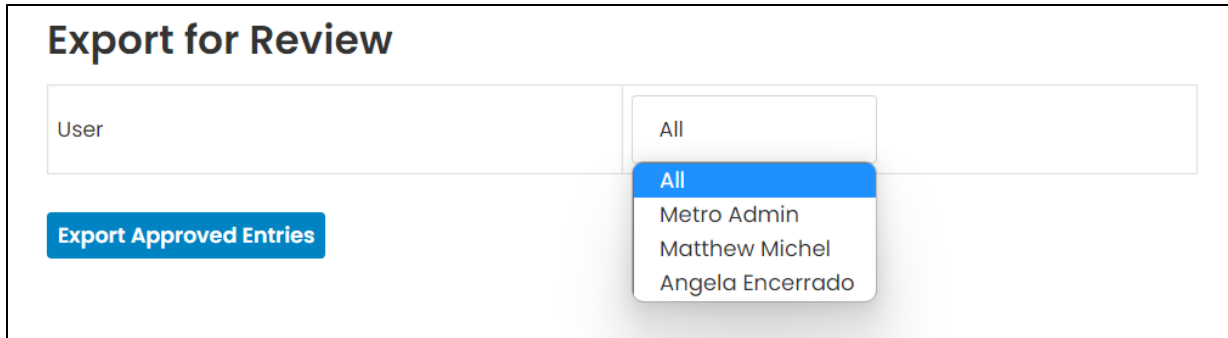 Export for Review
User
All
All
Metro Admin
Matthew Michel
Angela Encerrado
Export Approved Entries